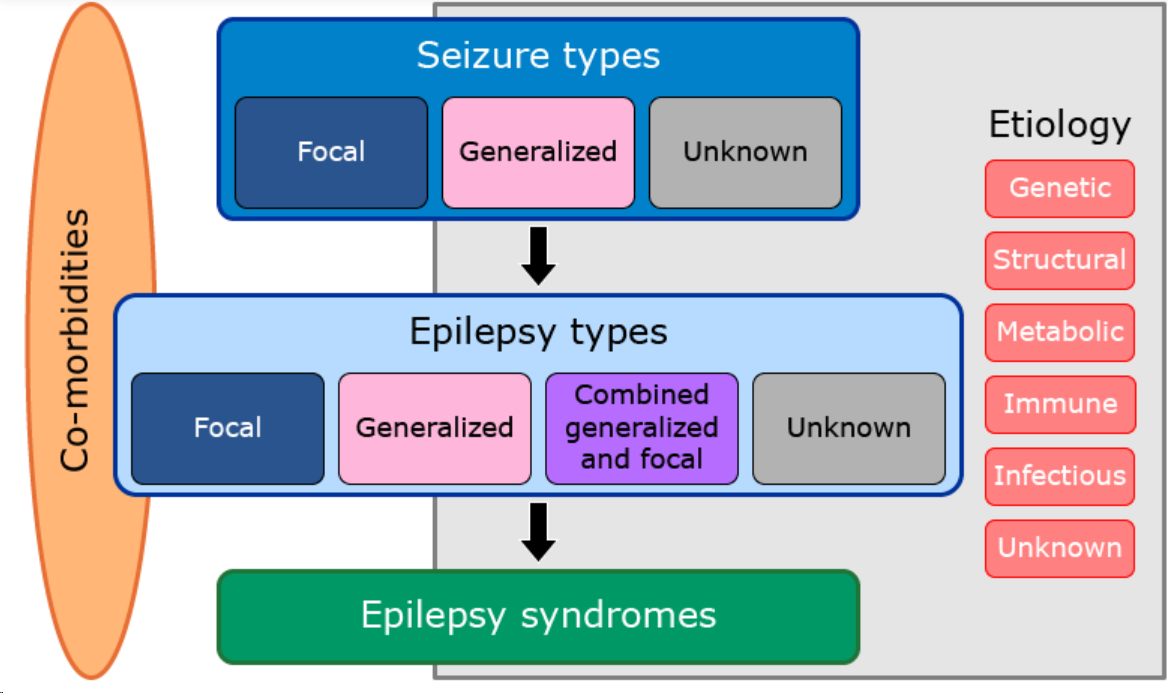 Seizure types
Focal
Generalized
Unknown
Etiology
Genetic
Structural
Metabolic
Immune
Infectious
Unknown
Co-morbidities
Epilepsy types
Focal
Generalized
Combined
generalized
and focal
Unknown
Epilepsy syndromes